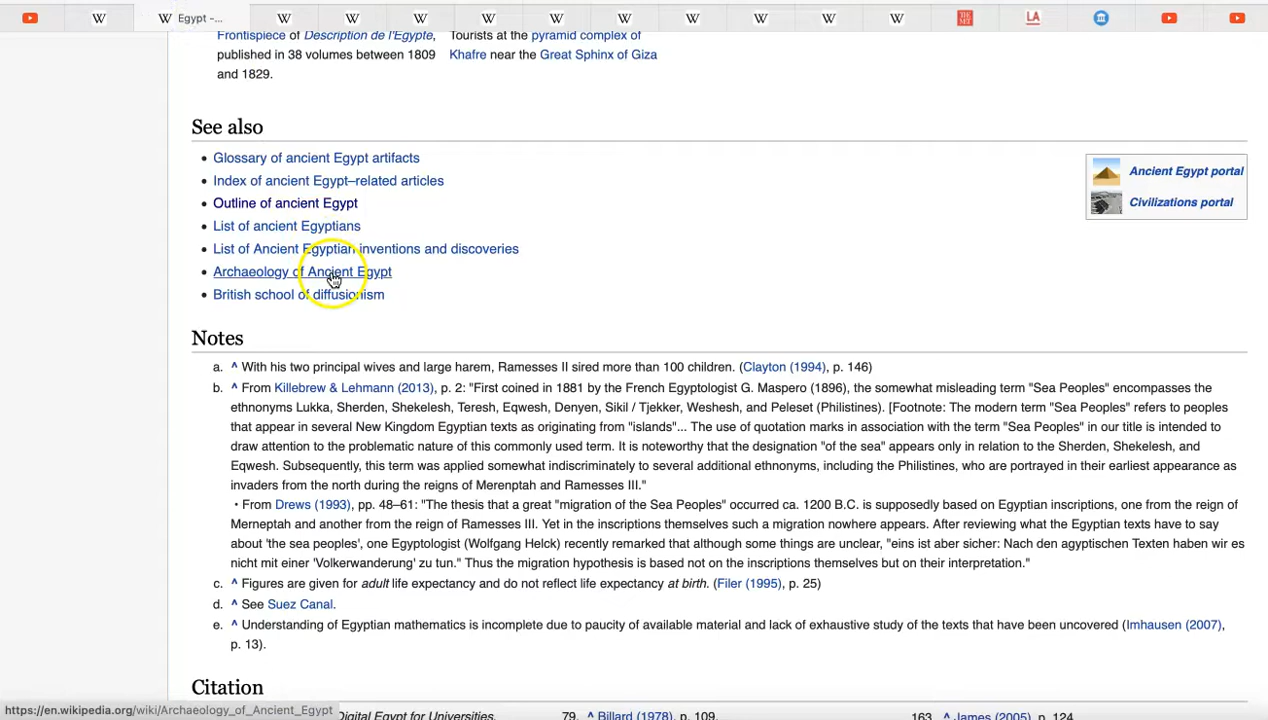 Egypt -...
Frontispiece of Description de l'Égypte,
published in 38 volumes between 1809
and 1829.
Tourists at the pyramid complex of
Khafre near the Great Sphinx of Giza
See also
• Glossary of ancient Egypt artifacts
• Index of ancient Egypt–related articles
• Outline of ancient Egypt
• List of ancient Egyptians
• List of Ancient Egyptian inventions and discoveries
• Archaeology of Ancient Egypt
• British school of diffusionism
Ancient Egypt portal
Civilizations portal
Notes
a. ^ With his two principal wives and large harem, Ramesses II sired more than 100 children. (Clayton (1994), p. 146)
b. ^ From Killebrew & Lehmann (2013), p. 2: "First coined in 1881 by the French Egyptologist G. Maspero (1896), the somewhat misleading term "Sea Peoples" encompasses the
ethnonyms Lukka, Sherden, Shekelesh, Teresh, Eqwesh, Denyen, Sikil / Tjekker, Weshesh, and Peleset (Philistines). [Footnote: The modern term "Sea Peoples" refers to peoples
that appear in several New Kingdom Egyptian texts as originating from "islands"... The use of quotation marks in association with the term "Sea Peoples" in our title is intended to
draw attention to the problematic nature of this commonly used term. It is noteworthy that the designation "of the sea" appears only in relation to the Sherden, Shekelesh, and
Eqwesh. Subsequently, this term was applied somewhat indiscriminately to several additional ethnonyms, including the Philistines, who are portrayed in their earliest appearance as
invaders from the north during the reigns of Merenptah and Ramesses III."
• From Drews (1993), pp. 48–61: "The thesis that a great "migration of the Sea Peoples" occurred ca. 1200 B.C. is supposedly based on Egyptian inscriptions, one from the reign of
Merneptah and another from the reign of Ramesses III. Yet in the inscriptions themselves such a migration nowhere appears. After reviewing what the Egyptian texts have to say
about 'the sea peoples', one Egyptologist (Wolfgang Helck) recently remarked that although some things are unclear, "eins ist aber sicher: Nach den agyptischen Texten haben wir es
nicht mit einer 'Volkerwanderung' zu tun." Thus the migration hypothesis is based not on the inscriptions themselves but on their interpretation."
c. ^ Figures are given for adult life expectancy and do not reflect life expectancy at birth. (Filer (1995), p. 25)
d. ^ See Suez Canal.
e. ^ Understanding of Egyptian mathematics is incomplete due to paucity of available material and lack of exhaustive study of the texts that have been uncovered (Imhausen (2007),
p. 13).
Citation
https://en.wikipedia.org/wiki/Archaeology_of_Ancient_Egypt
Digital Egypt for Universities.
79. ^ Billard (1978), p. 109.
163. ^ James (2005), p. 124